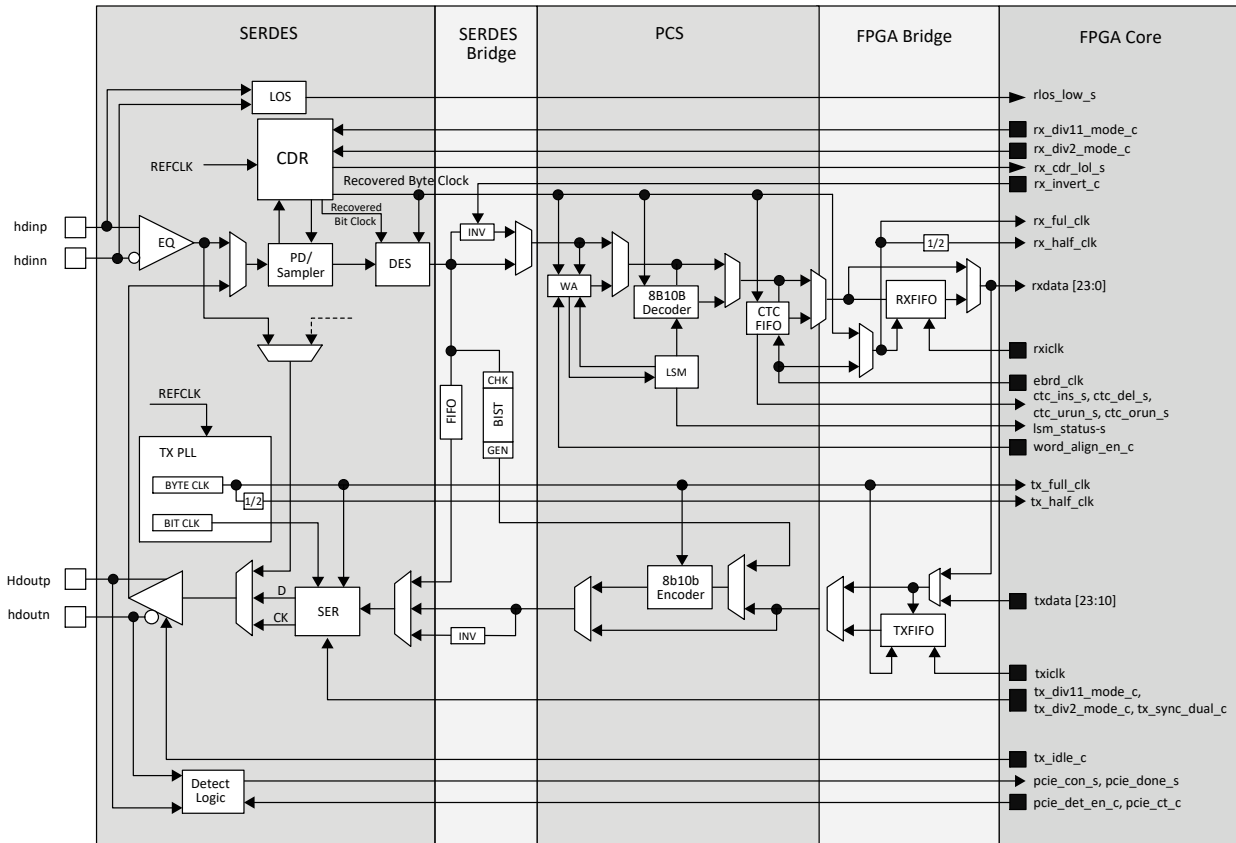 SERDES
SERDES
Bridge
PCS
FPGA Bridge
FPGA Core
LOS
rlos_low_s
CDR
REFCLK
rx_div11_mode_c
rx_div2_mode_c
rx_cdr_lol_s
rx_invert_c
Recovered Byte Clock
Recovered
Bit Clock
hdinp
hdinn
EQ
PD/
Sampler
DES
INV
WA
8B10B
Decoder
CTC
FIFO
RXFIFO
rx_ful_clk
1/2
rx_half_clk
rxdata [23:0]
rxiclk
LSM
ebrd_clk
ctc_ins_s, ctc_del_s,
ctc_urun_s, ctc_orun_s
lsm_status-s
word_align_en_c
FIFO
CHK
BIST
GEN
REFCLK
TX PLL
BYTE CLK
1/2
BIT CLK
tx_full_clk
tx_half_clk
Hdoutp
hdoutn
D
CK
SER
INV
8b10b
Encoder
TXFIFO
txdata [23:10]
txiclk
tx_div11_mode_c,
tx_div2_mode_c, tx_sync_dual_c
tx_idle_c
Detect
Logic
pcie_con_s, pcie_done_s
pcie_det_en_c, pcie_ct_c